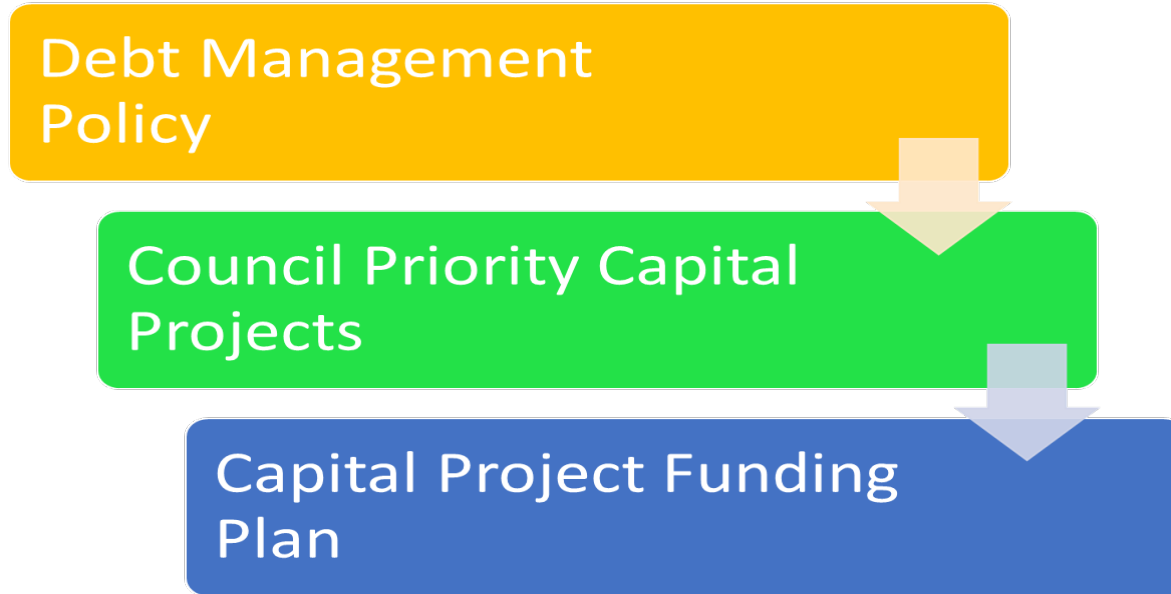 Debt Management
Policy
Council Priority Capital
Projects
Capital Project Funding
Plan